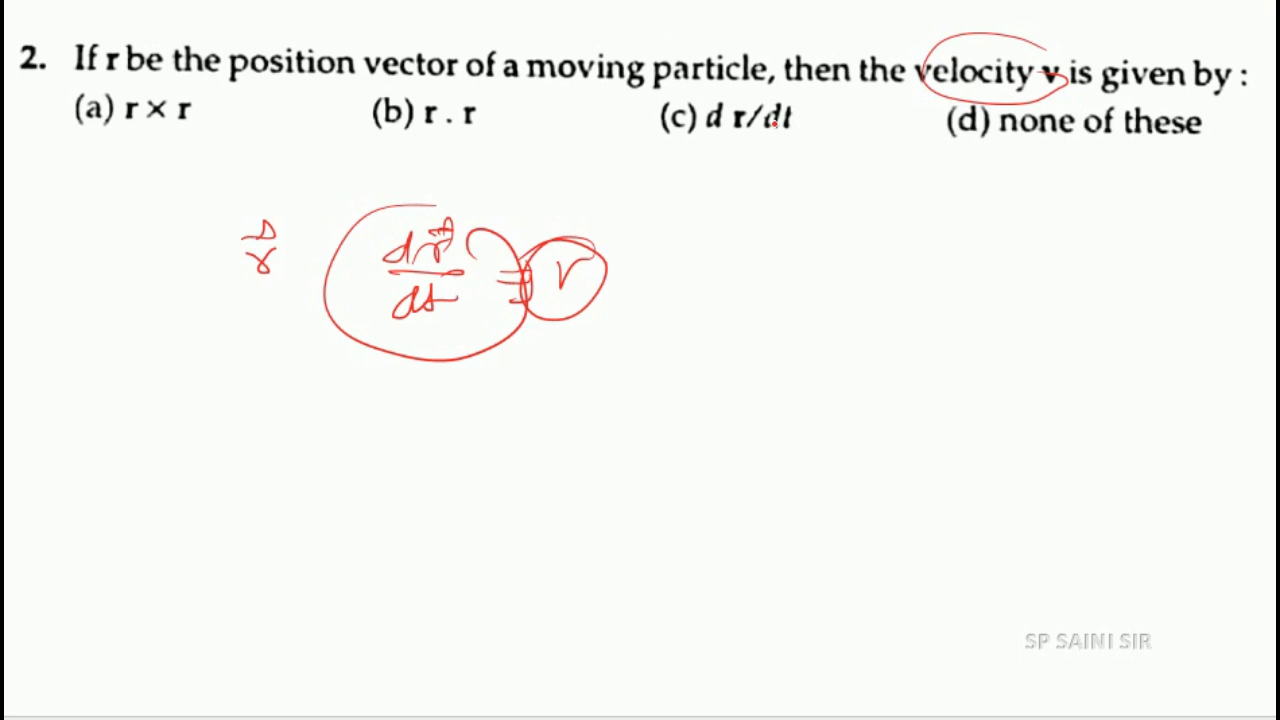 2. If r be the position vector of a moving particle, then the velocity v is given by :
(a) r × r (b) r . r (c) d r/dt (d) none of these
dr⃗
dt = v
SP SAINI SIR